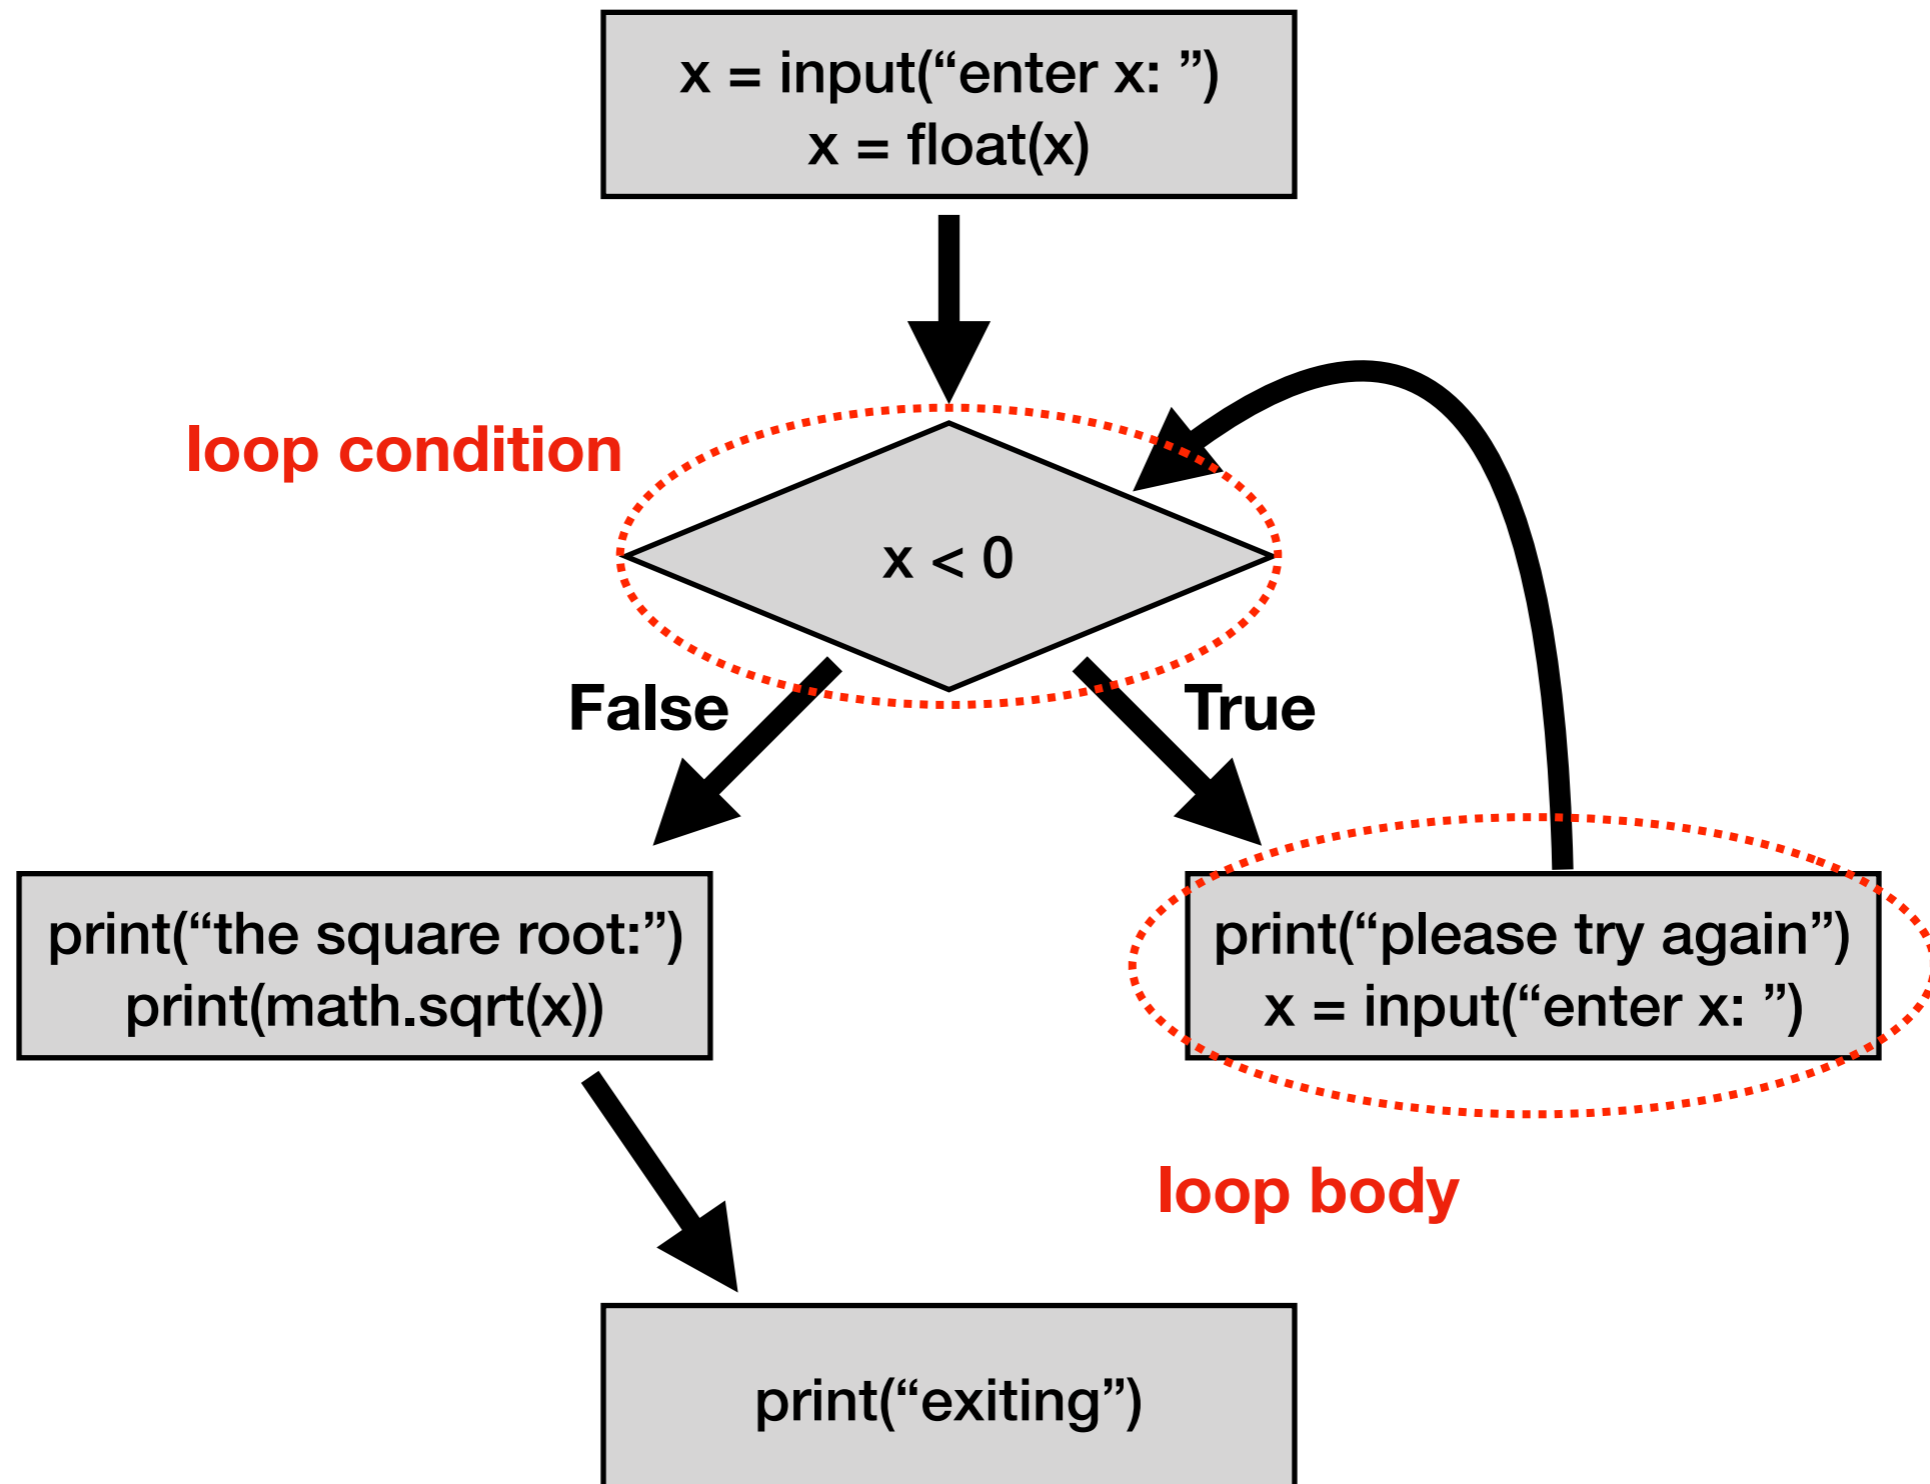 x = input(“enter x: ”)
x = float(x)
loop condition
x < 0
False
True
print(“the square root:”)
print(math.sqrt(x))
print(“please try again”)
x = input(“enter x: ”)
loop body
print(“exiting”)